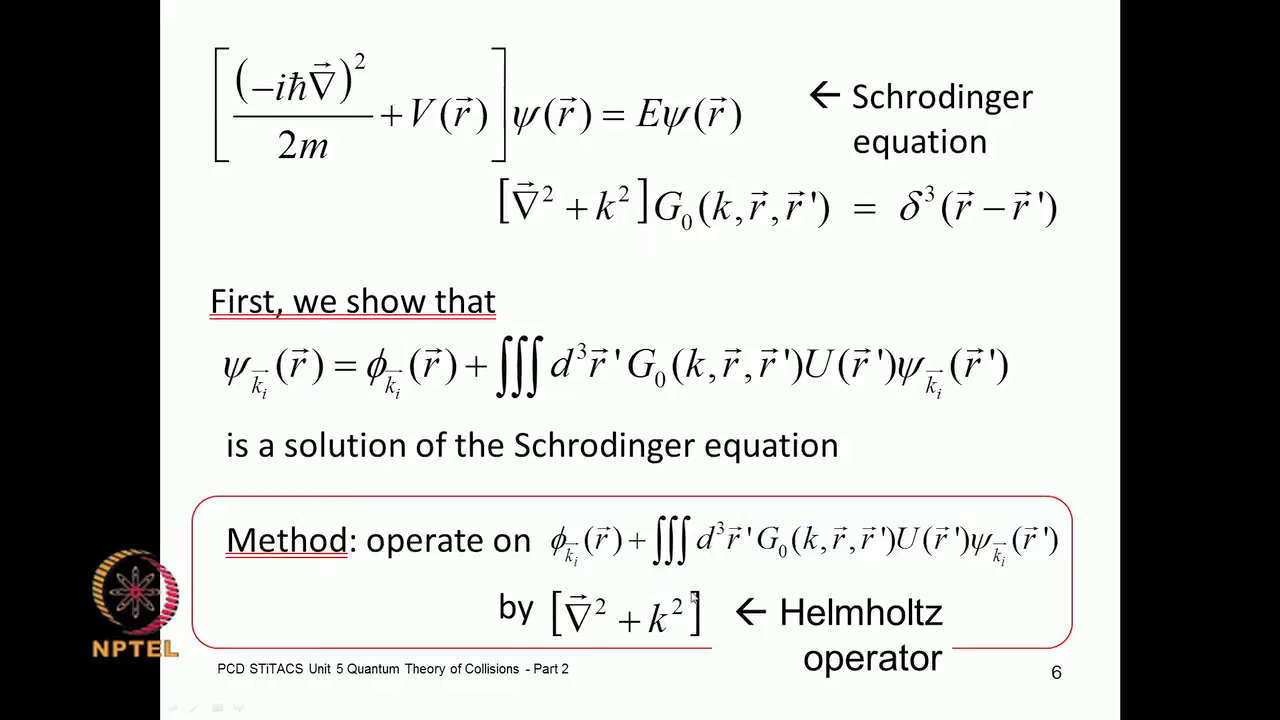 [(−iħ∇⃗)²/2m + V(r⃗)] ψ(r⃗) = Eψ(r⃗) ← Schrodinger equation
[∇⃗² + k²] G₀(k, r⃗, r⃗ ') = δ³(r⃗ − r⃗ ')
First, we show that
ψ_k⃗ᵢ(r⃗) = ϕ_k⃗ᵢ(r⃗) + ∭ d³r⃗ ' G₀(k, r⃗, r⃗ ')U(r⃗ ')ψ_k⃗ᵢ(r⃗ ')
is a solution of the Schrodinger equation
Method: operate on ϕ_k⃗ᵢ(r⃗) + ∭ d³r⃗ ' G₀(k, r⃗, r⃗ ')U(r⃗ ')ψ_k⃗ᵢ(r⃗ ')
by [∇⃗² + k²] ← Helmholtz
operator
NPTEL
PCD STiTACS Unit 5 Quantum Theory of Collisions - Part 2
6